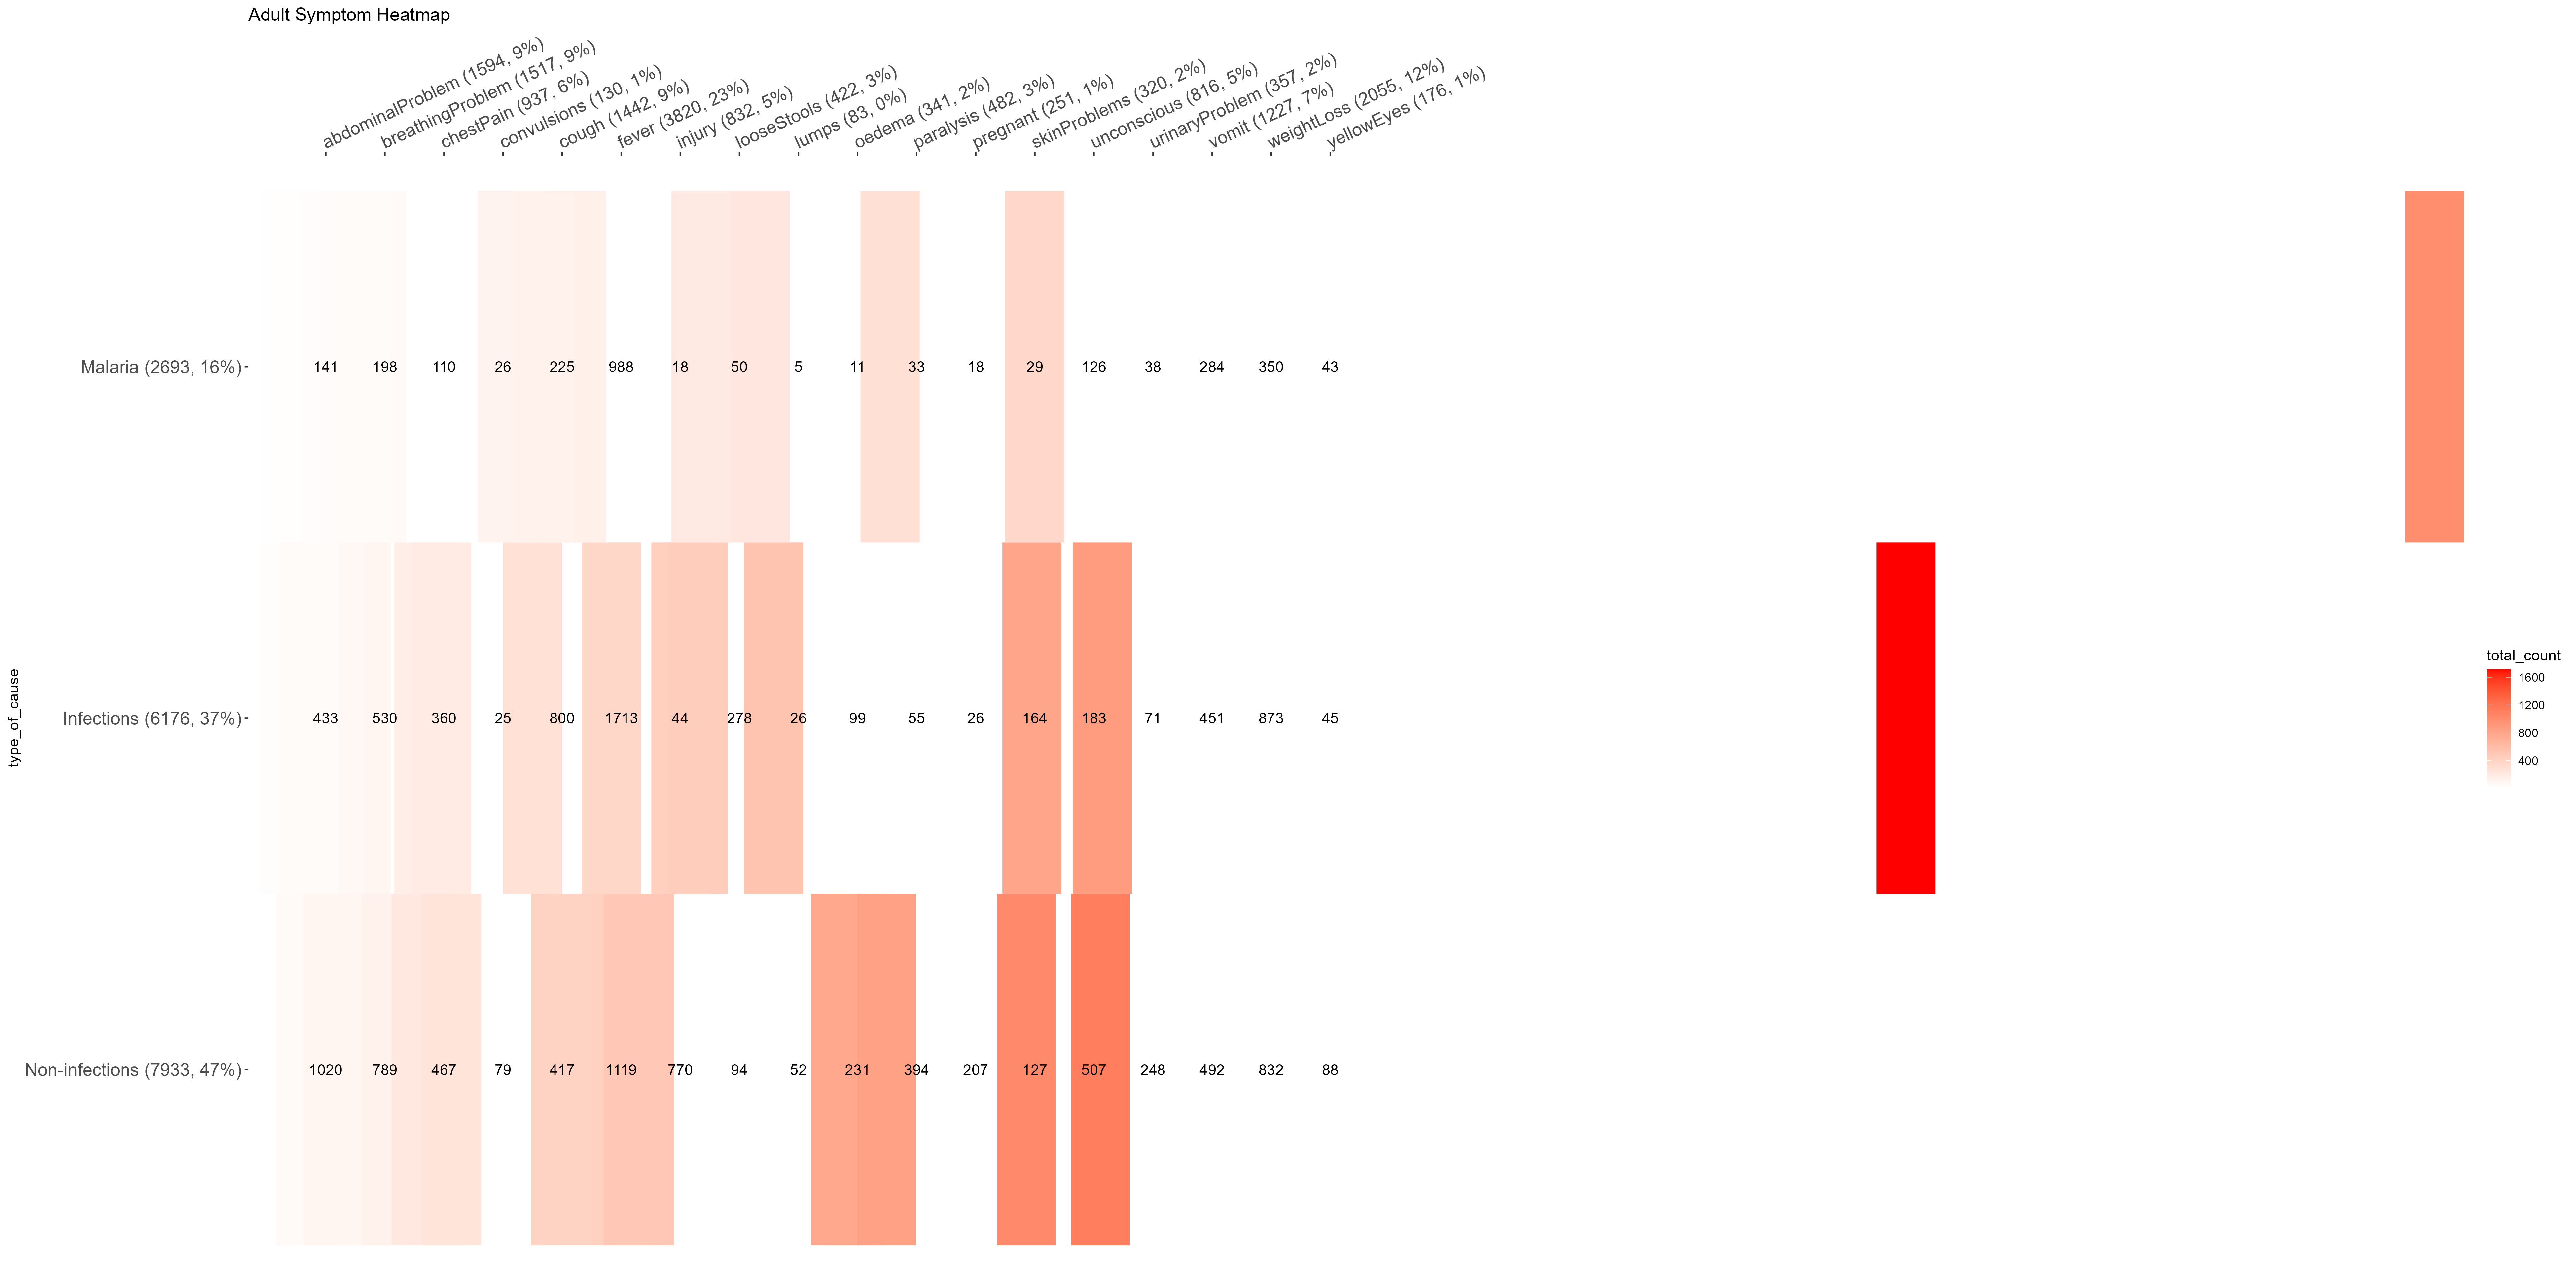 Adult Symptom Heatmap
abdominalProblem (1594, 9%)
breathingProblem (1517, 9%)
chestPain (937, 6%)
convulsions (130, 1%)
cough (1442, 9%)
fever (3820, 23%)
injury (832, 5%)
looseStools (422, 3%)
lumps (83, 0%)
oedema (341, 2%)
paralysis (482, 3%)
pregnant (251, 1%)
skinProblems (320, 2%)
unconscious (816, 5%)
urinaryProblem (357, 2%)
vomit (1227, 7%)
weightLoss (2055, 12%)
yellowEyes (176, 1%)
type_of_cause
Malaria (2693, 16%) 141 198 110 26 225 988 18 50 5 11 33 18 29 126 38 284 350 43
Infections (6176, 37%) 433 530 360 25 800 1713 44 278 26 99 55 26 164 183 71 451 873 45
Non-infections (7933, 47%) 1020 789 467 79 417 1119 770 94 52 231 394 207 127 507 248 492 832 88
total_count
1600
1200
800
400